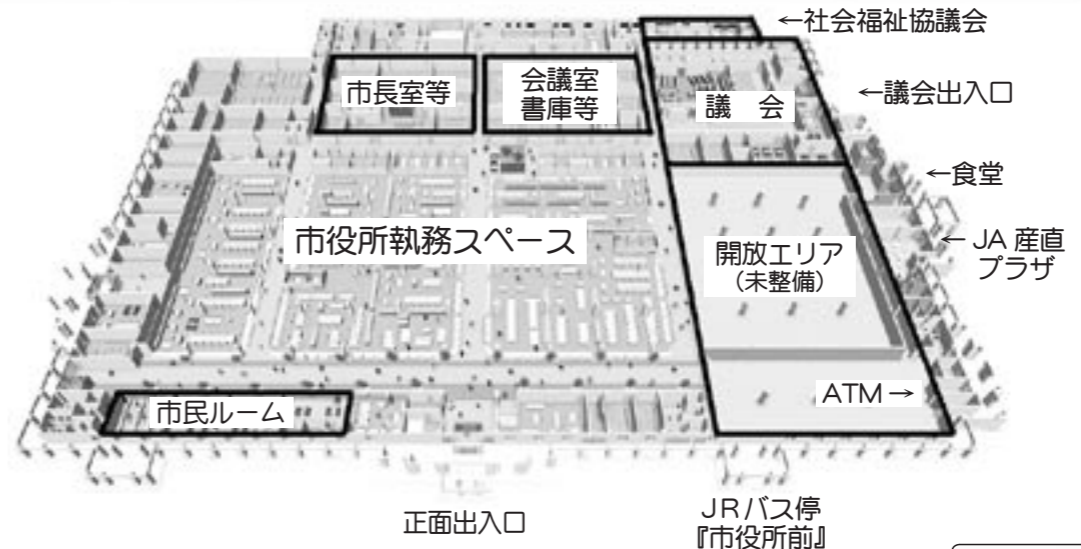 ←社会福祉協議会
市長室等
会議室
書庫等
議　会
←議会出入口
←食堂
市役所執務スペース
開放エリア
（未整備）
← JA 産直
プラザ
ATM →
市民ルーム
正面出入口
JRバス停
『市役所前』